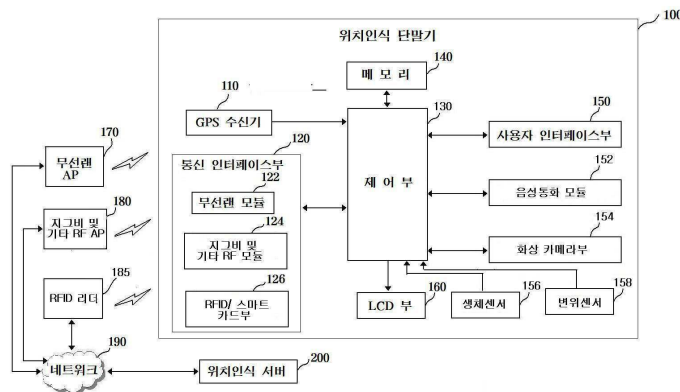 100
위치인식 단말기
140
메 모 리
110
GPS 수신기
130
제 어 부
150
사용자 인터페이스부
170
무선랜
AP
120
통신 인터페이스부
122
무선랜 모듈
152
음성통화 모듈
180
지그비 및
기타 RF AP
124
지그비 및
기타 RF 모듈
154
화상 카메라부
185
RFID 리더
126
RFID/ 스마트
카드부
LCD 부
160
생체센서
156
변위센서
158
190
네트워크
위치인식 서버
200